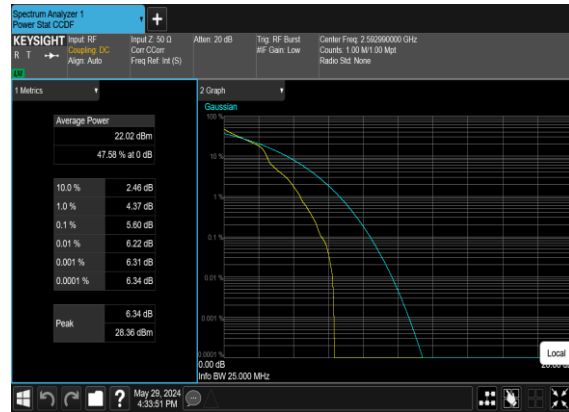 Spectrum Analyzer 1
Power Stat CCDF
+
KEYSIGHT
R T
LW
Input: RF
Coupling: DC
Align: Auto
Input Z: 50 Ω
Corr CCorr
Freq Ref: Int (S)
Atten: 20 dB
Trig: RF Burst
#IF Gain: Low
Center Freq: 2.592990000 GHz
Counts: 1.00 M/1.00 Mpt
Radio Std: None
1 Metrics
Average Power
22.02 dBm
47.58 % at 0 dB
10.0 % 2.46 dB
1.0 % 4.37 dB
0.1 % 5.60 dB
0.01 % 6.22 dB
0.001 % 6.31 dB
0.0001 % 6.34 dB
Peak
6.34 dB
28.36 dBm
2 Graph
Gaussian
100 %
10 %
1 %
0.1 %
0.01 %
0.001 %
0.0001 %
0.00 dB
Info BW 25.000 MHz
Local
?
May 29, 2024
4:33:51 PM